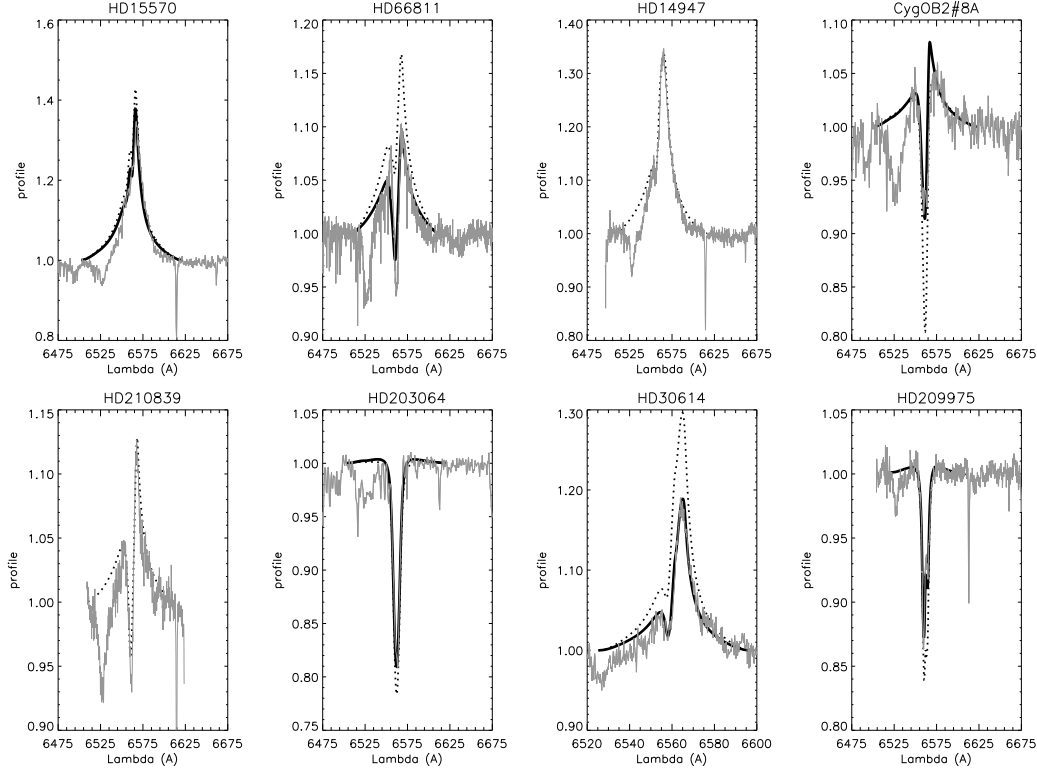 HD15570 HD66811 HD14947 CygOB2#8A
1.6 1.20 1.40 1.10
1.15
1.4 1.30 1.05
1.10
1.2 1.20 1.00
1.05
profile profile profile profile
1.10 0.95
1.00
1.0 1.00 0.90
0.95
0.90 0.85
0.8 0.90 0.80 0.80
6475 6525 6575 6625 6675 6475 6525 6575 6625 6675 6475 6525 6575 6625 6675 6475 6525 6575 6625 6675
Lambda (A) Lambda (A) Lambda (A) Lambda (A)
HD210839 HD203064 HD30614 HD209975
1.15 1.05 1.30 1.05
1.10 1.00 1.00
0.95 1.20
1.05 0.90 0.95
profile profile profile profile
1.00 0.85 1.10 0.90
0.95 0.80 1.00 0.85
0.90 0.75 0.90 0.80
6475 6525 6575 6625 6675 6475 6525 6575 6625 6675 6520 6540 6560 6580 6600 6475 6525 6575 6625 6675
Lambda (A) Lambda (A) Lambda (A) Lambda (A)